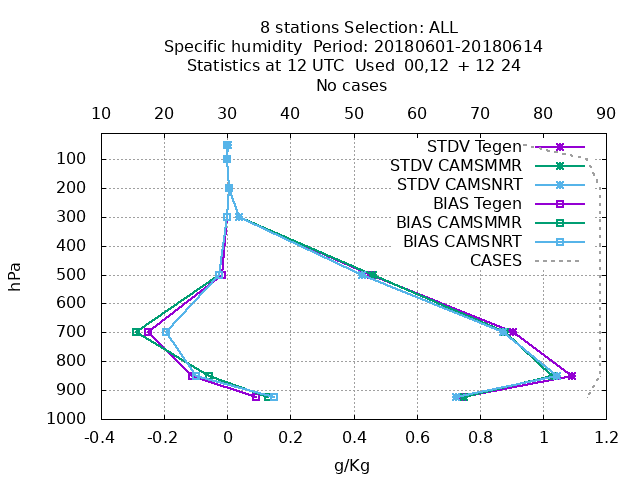 8 stations Selection: ALL
Specific humidity  Period: 20180601-20180614
Statistics at 12 UTC  Used  00,12  + 12 24
No cases
10 20 30 40 50 60 70 80 90
STDV Tegen
STDV CAMSMMR
STDV CAMSNRT
BIAS Tegen
BIAS CAMSMMR
BIAS CAMSNRT
CASES
hPa
100
200
300
400
500
600
700
800
900
1000
-0.4 -0.2 0 0.2 0.4 0.6 0.8 1 1.2
g/Kg